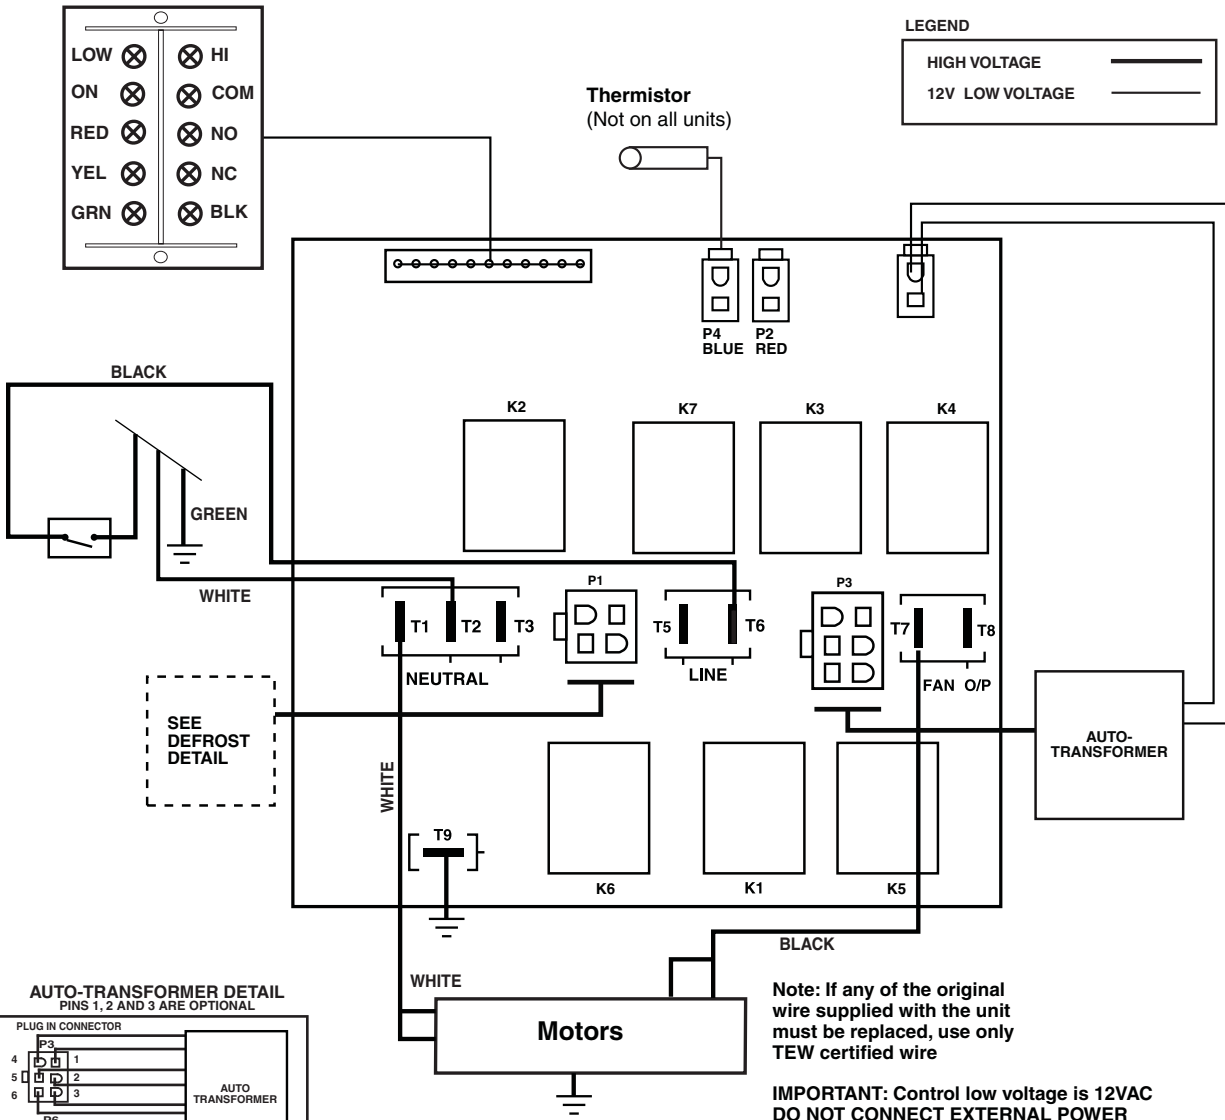 LEGEND
HIGH VOLTAGE
12V LOW VOLTAGE
LOW HI
ON COM
RED NO
YEL NC
GRN BLK
Thermistor
(Not on all units)
P4
BLUE
P2
RED
BLACK
GREEN
WHITE
K2
K7
K3
K4
P1
P3
T1 T2 T3
NEUTRAL
T5 T6
LINE
T7 T8
FAN O/P
SEE
DEFROST
DETAIL
WHITE
AUTO-
TRANSFORMER
T9
K6
K1
K5
BLACK
WHITE
Motors
Note: If any of the original
wire supplied with the unit
must be replaced, use only
TEW certified wire
IMPORTANT: Control low voltage is 12VAC
DO NOT CONNECT EXTERNAL POWER
AUTO-TRANSFORMER DETAIL
PINS 1, 2 AND 3 ARE OPTIONAL
PLUG IN CONNECTOR
P3
4 1
5 2
6 3
AUTO
TRANSFORMER
P6